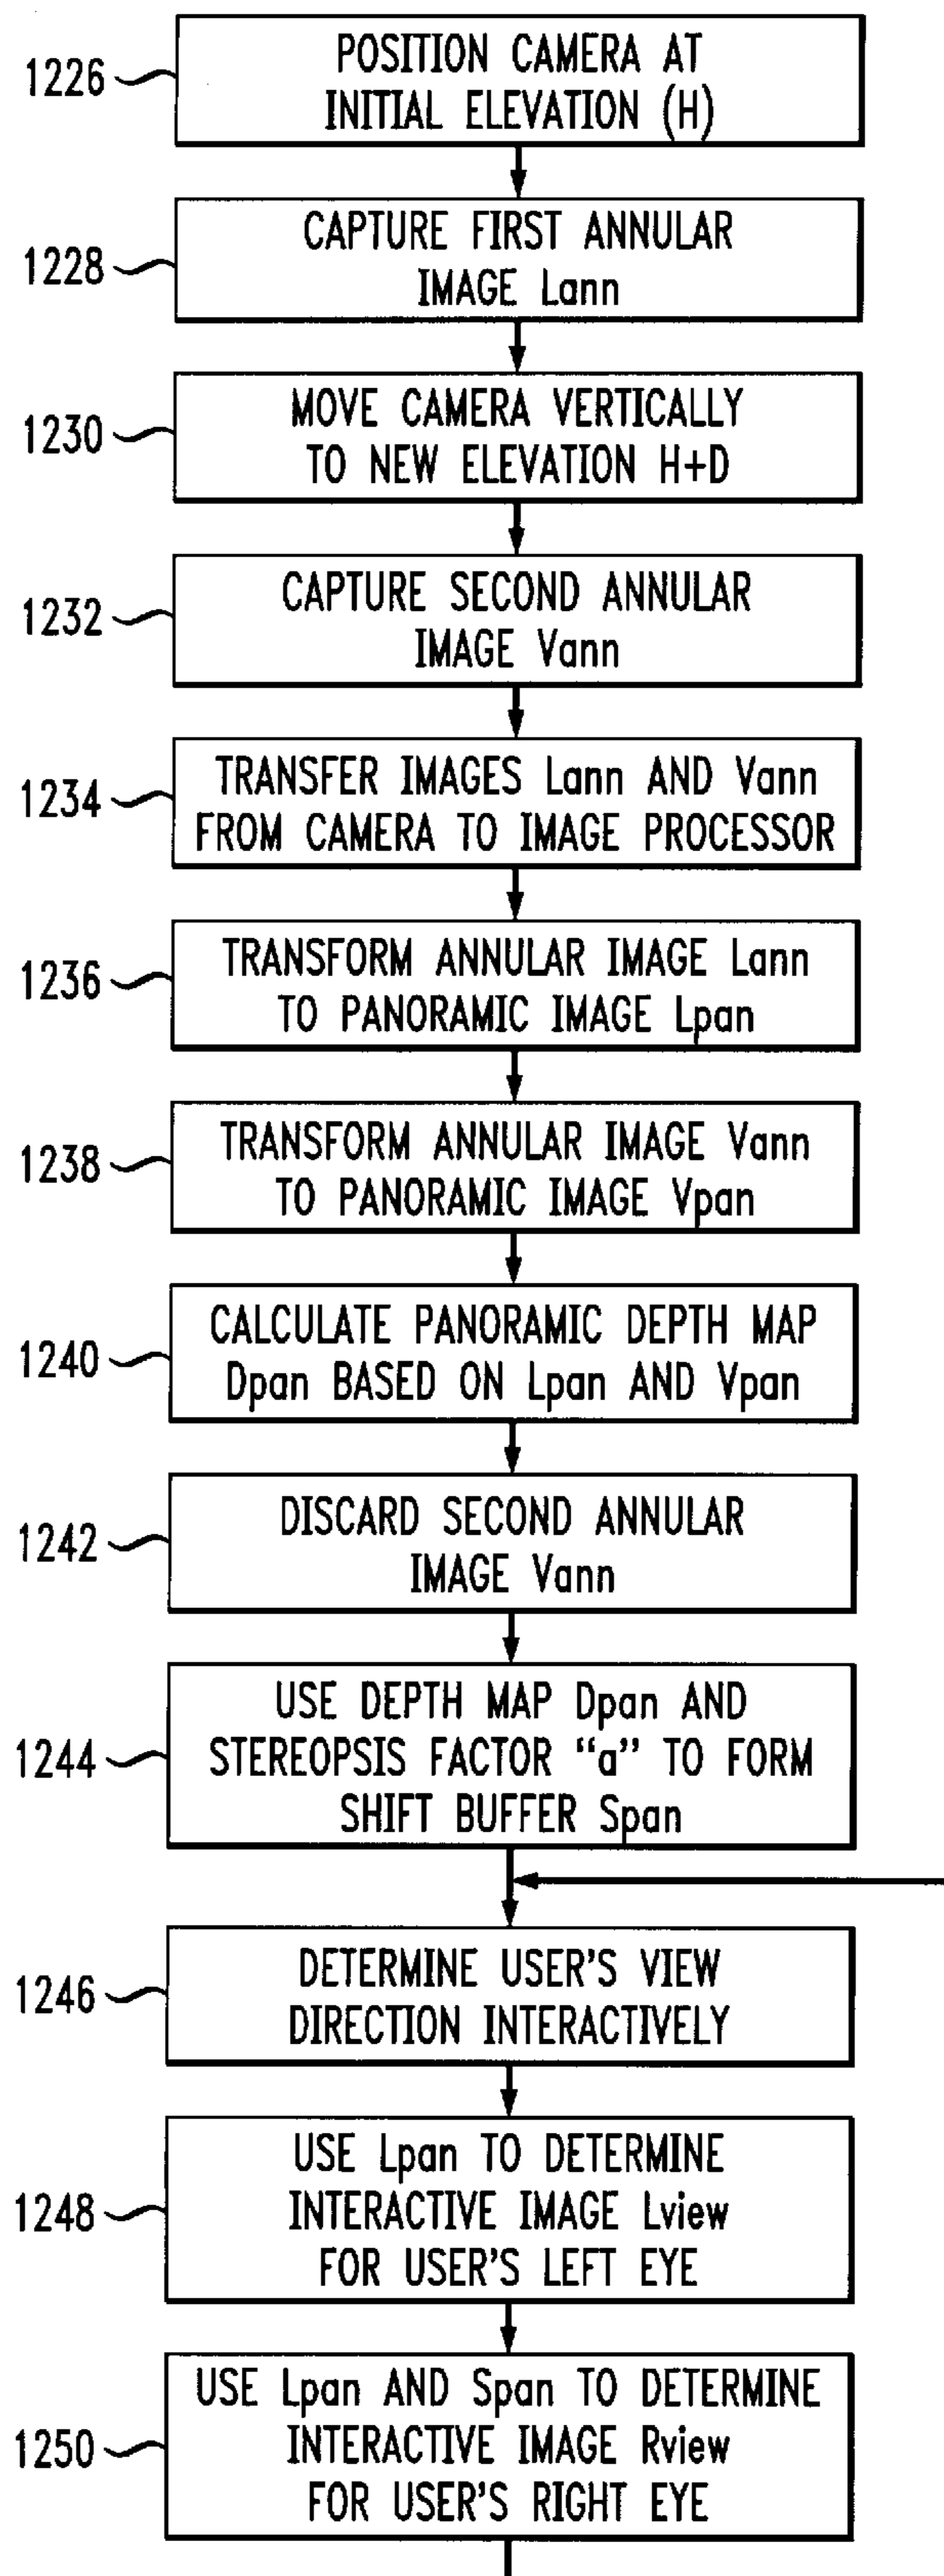 1226
POSITION CAMERA AT
INITIAL ELEVATION (H)
1228
CAPTURE FIRST ANNULAR
IMAGE Lann
1230
MOVE CAMERA VERTICALLY
TO NEW ELEVATION H+D
1232
CAPTURE SECOND ANNULAR
IMAGE Vann
1234
TRANSFER IMAGES Lann AND Vann
FROM CAMERA TO IMAGE PROCESSOR
1236
TRANSFORM ANNULAR IMAGE Lann
TO PANORAMIC IMAGE Lpan
1238
TRANSFORM ANNULAR IMAGE Vann
TO PANORAMIC IMAGE Vpan
1240
CALCULATE PANORAMIC DEPTH MAP
Dpan BASED ON Lpan AND Vpan
1242
DISCARD SECOND ANNULAR
IMAGE Vann
1244
USE DEPTH MAP Dpan AND
STEREOPSIS FACTOR “a” TO FORM
SHIFT BUFFER Span
1246
DETERMINE USER'S VIEW
DIRECTION INTERACTIVELY
1248
USE Lpan TO DETERMINE
INTERACTIVE IMAGE Lview
FOR USER'S LEFT EYE
1250
USE Lpan AND Span TO DETERMINE
INTERACTIVE IMAGE Rview
FOR USER'S RIGHT EYE